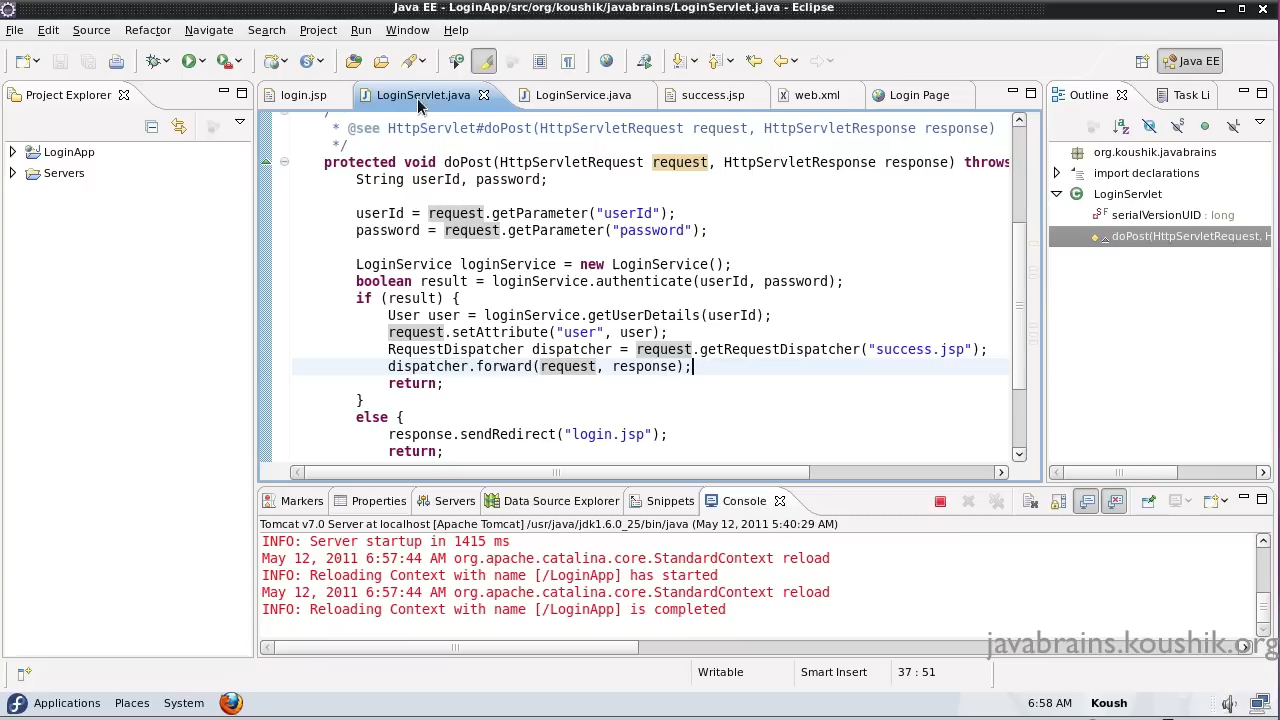 Java EE - LoginApp/src/org/koushik/javabrains/LoginServlet.java - Eclipse
File Edit Source Refactor Navigate Search Project Run Window Help
Java EE
Project Explorer
LoginApp
Servers
login.jsp LoginServlet.java LoginService.java success.jsp web.xml Login Page
* @see HttpServlet#doPost(HttpServletRequest request, HttpServletResponse response)
*/
protected void doPost(HttpServletRequest request, HttpServletResponse response) throws
String userId, password;
userId = request.getParameter("userId");
password = request.getParameter("password");
LoginService loginService = new LoginService();
boolean result = loginService.authenticate(userId, password);
if (result) {
User user = loginService.getUserDetails(userId);
request.setAttribute("user", user);
RequestDispatcher dispatcher = request.getRequestDispatcher("success.jsp");
dispatcher.forward(request, response);
return;
}
else {
response.sendRedirect("login.jsp");
return;
Outline Task Li
org.koushik.javabrains
import declarations
LoginServlet
serialVersionUID : long
doPost(HttpServletRequest, H
Markers Properties Servers Data Source Explorer Snippets Console
Tomcat v7.0 Server at localhost [Apache Tomcat] /usr/java/jdk1.6.0_25/bin/java (May 12, 2011 5:40:29 AM)
INFO: Server startup in 1415 ms
May 12, 2011 6:57:44 AM org.apache.catalina.core.StandardContext reload
INFO: Reloading Context with name [/LoginApp] has started
May 12, 2011 6:57:44 AM org.apache.catalina.core.StandardContext reload
INFO: Reloading Context with name [/LoginApp] is completed
javabrains.koushik.org
Writable Smart Insert 37 : 51
Applications Places System 6:58 AM Koush